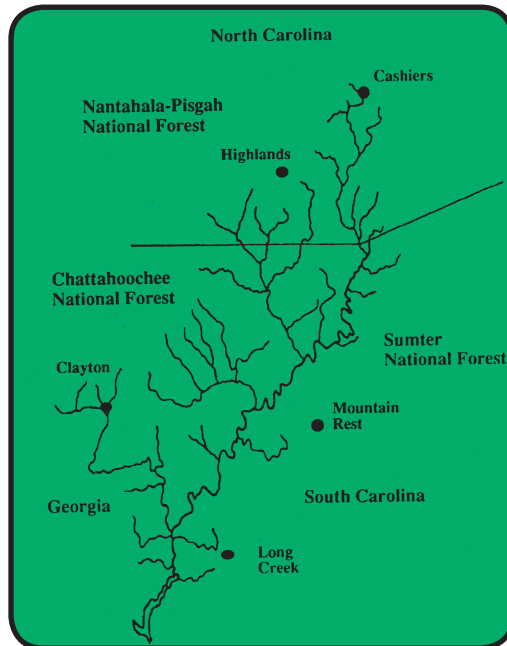 North Carolina
Cashiers
Nantahala-Pisgah
National Forest
Highlands
Chattahoochee
National Forest
Sumter
National Forest
Clayton
Mountain
Rest
Georgia
South Carolina
Long
Creek